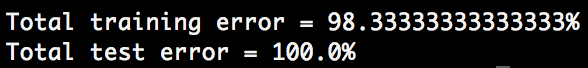 Total training error = 98.33333333333333%
Total test error = 100.0%